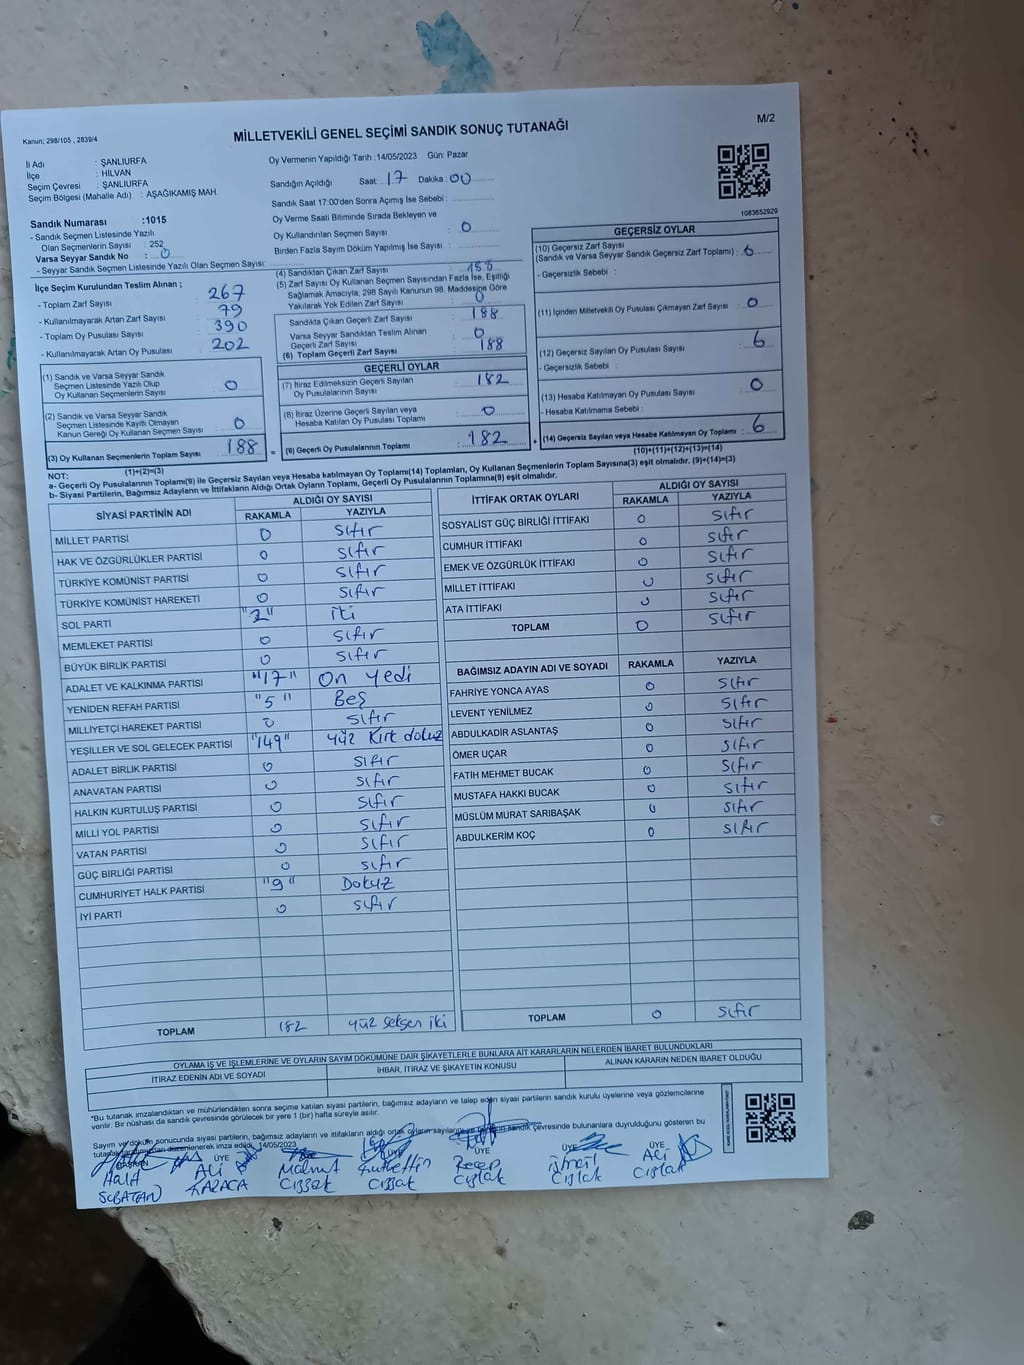 Kanun; 298/105 , 2839/4
MİLLETVEKİLİ GENEL SEÇİMİ SANDIK SONUÇ TUTANAĞI
M/2
İl Adı : ŞANLIURFA
İlçe : HİLVAN
Seçim Çevresi : ŞANLIURFA
Seçim Bölgesi (Mahalle Adı) : AŞAĞIKAMIŞ MAH.
Oy Vermenin Yapıldığı Tarih :14/05/2023 Gün: Pazar
Sandığın Açıldığı Saat: 17 Dakika: 00
Sandık Saat 17:00'den Sonra Açılmış İse Sebebi :
Oy Verme Saati Bitiminde Sırada Bekleyen ve
Oy Kullandırılan Seçmen Sayısı : 0
Birden Fazla Sayım Döküm Yapılmış İse Sayısı :
1083652929
Sandık Numarası :1015
- Sandık Seçmen Listesinde Yazılı
Olan Seçmenlerin Sayısı : 252
Varsa Seyyar Sandık No : 0
- Seyyar Sandık Seçmen Listesinde Yazılı Olan Seçmen Sayısı:
İlçe Seçim Kurulundan Teslim Alınan ;
- Toplam Zarf Sayısı : 267
- Kullanılmayarak Artan Zarf Sayısı : 79
- Toplam Oy Pusulası Sayısı : 390
- Kullanılmayarak Artan Oy Pusulası : 202
(4) Sandıktan Çıkan Zarf Sayısı : 188
(5) Zarf Sayısı Oy Kullanan Seçmen Sayısından Fazla İse, Eşitliği
Sağlamak Amacıyla, 298 Sayılı Kanunun 98. Maddesine Göre
Yakılarak Yok Edilen Zarf Sayısı : 0
Sandıkta Çıkan Geçerli Zarf Sayısı : 188
Varsa Seyyar Sandıktan Teslim Alınan
Geçerli Zarf Sayısı : 0
(6) Toplam Geçerli Zarf Sayısı : 188
GEÇERSİZ OYLAR
(10) Geçersiz Zarf Sayısı
(Sandık ve Varsa Seyyar Sandık Geçersiz Zarf Toplamı) : 6
- Geçersizlik Sebebi :
(11) İçinden Milletvekili Oy Pusulası Çıkmayan Zarf Sayısı : 0
(12) Geçersiz Sayılan Oy Pusulası Sayısı : 6
- Geçersizlik Sebebi :
(13) Hesaba Katılmayan Oy Pusulası Sayısı : 0
- Hesaba Katılmama Sebebi :
(14) Geçersiz Sayılan veya Hesaba Katılmayan Oy Toplamı : 6
(10)+(11)+(12)+(13)=(14)
(1) Sandık ve Varsa Seyyar Sandık
Seçmen Listesinde Yazılı Olup
Oy Kullanan Seçmenlerin Sayısı : 0
(2) Sandık ve Varsa Seyyar Sandık
Seçmen Listesinde Kayıtlı Olmayan
Kanun Gereği Oy Kullanan Seçmen Sayısı : 0
(3) Oy Kullanan Seçmenlerin Toplam Sayısı : 188
(1)+(2)=(3)
GEÇERLİ OYLAR
(7) İtiraz Edilmeksizin Geçerli Sayılan
Oy Pusulalarının Sayısı : 182
(8) İtiraz Üzerine Geçerli Sayılan veya
Hesaba Katılan Oy Pusulası Toplamı : 0
= (9) Geçerli Oy Pusulalarının Toplamı : 182 +
NOT:
a- Geçerli Oy Pusulalarının Toplamı(9) ile Geçersiz Sayılan veya Hesaba katılmayan Oy Toplamı(14) Toplamları, Oy Kullanan Seçmenlerin Toplam Sayısına(3) eşit olmalıdır. (9)+(14)=(3)
b- Siyasi Partilerin, Bağımsız Adayların ve İttifakların Aldığı Ortak Oyların Toplamı, Geçerli Oy Pusulalarının Toplamına(9) eşit olmalıdır.
SİYASİ PARTİNİN ADI ALDIĞI OY SAYISI
RAKAMLA YAZIYLA
MİLLET PARTİSİ 0 sıfır
HAK VE ÖZGÜRLÜKLER PARTİSİ 0 sıfır
TÜRKİYE KOMÜNİST PARTİSİ 0 sıfır
TÜRKİYE KOMÜNİST HAREKETİ 0 sıfır
SOL PARTİ "2" iki
MEMLEKET PARTİSİ 0 sıfır
BÜYÜK BİRLİK PARTİSİ 0 sıfır
ADALET VE KALKINMA PARTİSİ "17" On yedi
YENİDEN REFAH PARTİSİ "5" Beş
MİLLİYETÇİ HAREKET PARTİSİ 0 sıfır
YEŞİLLER VE SOL GELECEK PARTİSİ "149" yüz Kırk dokuz
ADALET BİRLİK PARTİSİ 0 sıfır
ANAVATAN PARTİSİ 0 sıfır
HALKIN KURTULUŞ PARTİSİ 0 sıfır
MİLLİ YOL PARTİSİ 0 sıfır
VATAN PARTİSİ 0 sıfır
GÜÇ BİRLİĞİ PARTİSİ 0 sıfır
CUMHURİYET HALK PARTİSİ "9" Dokuz
İYİ PARTİ 0 sıfır
TOPLAM 182 yüz seksen iki
İTTİFAK ORTAK OYLARI ALDIĞI OY SAYISI
RAKAMLA YAZIYLA
SOSYALİST GÜÇ BİRLİĞİ İTTİFAKI 0 sıfır
CUMHUR İTTİFAKI 0 sıfır
EMEK VE ÖZGÜRLÜK İTTİFAKI 0 sıfır
MİLLET İTTİFAKI 0 sıfır
ATA İTTİFAKI 0 sıfır
TOPLAM 0 sıfır
BAĞIMSIZ ADAYIN ADI VE SOYADI RAKAMLA YAZIYLA
FAHRİYE YONCA AYAS 0 sıfır
LEVENT YENİLMEZ 0 sıfır
ABDULKADİR ASLANTAŞ 0 sıfır
ÖMER UÇAR 0 sıfır
FATİH MEHMET BUCAK 0 sıfır
MUSTAFA HAKKI BUCAK 0 sıfır
MÜSLÜM MURAT SARIBAŞAK 0 sıfır
ABDULKERİM KOÇ 0 sıfır
TOPLAM 0 sıfır
OYLAMA İŞ VE İŞLEMLERİNE VE OYLARIN SAYIM DÖKÜMÜNE DAİR ŞİKAYETLERLE BUNLARA AİT KARARLARIN NELERDEN İBARET BULUNDUKLARI
İTİRAZ EDENİN ADI VE SOYADI İHBAR, İTİRAZ VE ŞİKAYETİN KONUSU ALINAN KARARIN NEDEN İBARET OLDUĞU
*Bu tutanak imzalandıktan ve mühürlendikten sonra seçime katılan siyasi partilerin, bağımsız adayların ve talep eden siyasi partilerin sandık kurulu üyelerine veya gözlemcilerine
verilir. Bir nüshası da sandık çevresinde görülecek bir yere 1 (bir) hafta süreyle asılır.
Sayım ve döküm sonucunda siyasi partilerin, bağımsız adayların ve ittifakların aldığı ortak oyların sayıları sandık çevresinde bulunanlara duyrulduğunu gösteren bu
düzenlenerek imza edildi. 14/05/2023
BAŞKAN ÜYE ÜYE ÜYE ÜYE ÜYE
Halil Ali Mahmut Recep İsmail Ali
KARACA Cıssat Cışlak Cışlak Cışlak